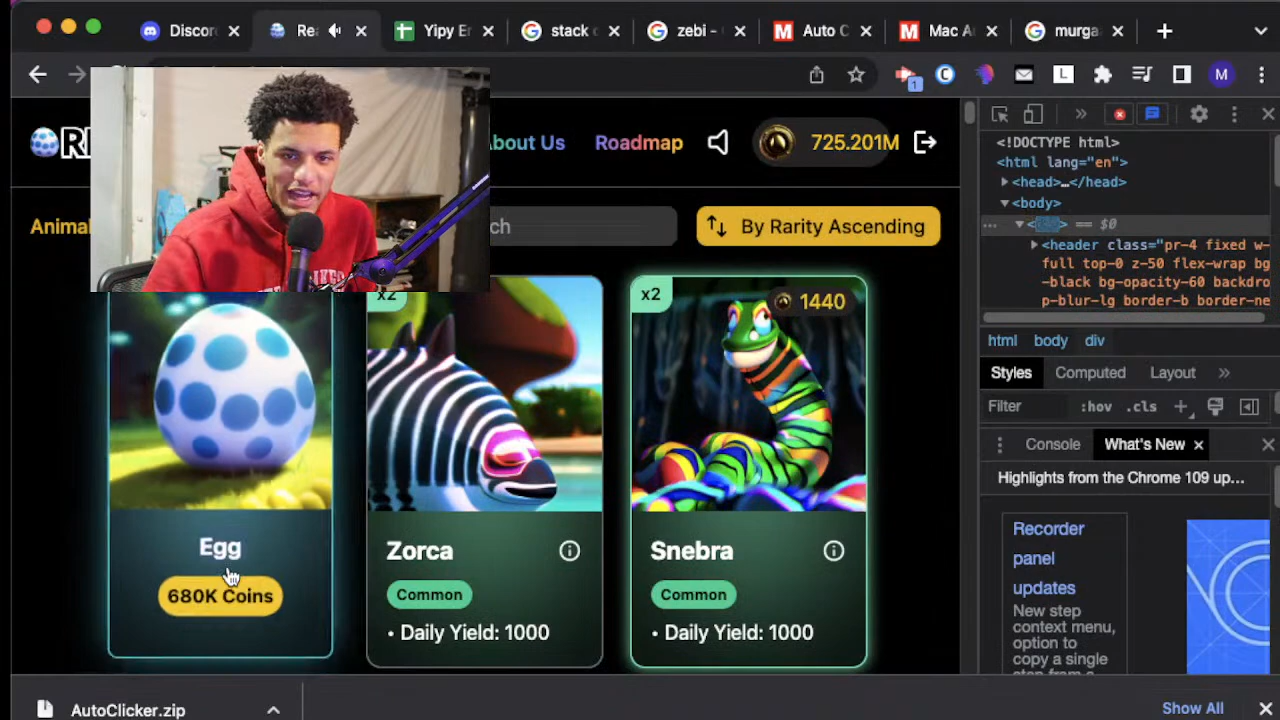 Discor
Rea
Yipy Er
stack o
zebi - G
Auto C
Mac Au
murga
1
C
L
M
RE
bout Us
Roadmap
725.201M
Animal
ch
By Rarity Ascending
x2
x2
1440
Egg
680K Coins
Zorca
Common
• Daily Yield: 1000
Snebra
Common
• Daily Yield: 1000
<!DOCTYPE html>
<html lang="en">
<head>…</head>
<body>
== $0
<header class="pr-4 fixed w-
full top-0 z-50 flex-wrap bg
-black bg-opacity-60 backdro
p-blur-lg border-b border-ne
html body div
Styles Computed Layout
Filter :hov .cls
Console What's New
Highlights from the Chrome 109 up...
Recorder
panel
updates
New step
context menu,
option to
copy a single
AutoClicker.zip
Show All